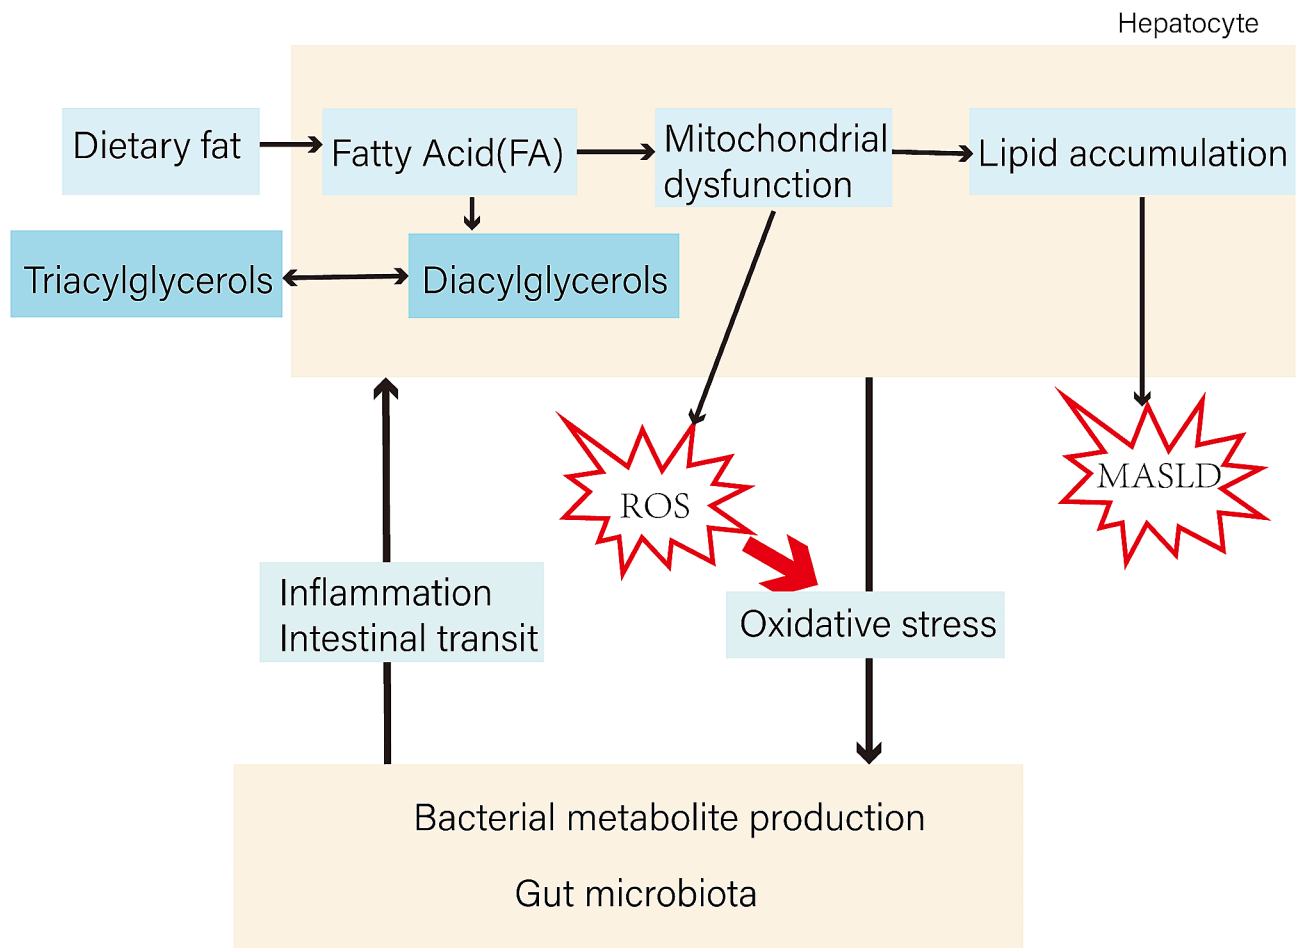 Hepatocyte
Dietary fat
Fatty Acid(FA)
Mitochondrial
dysfunction
Lipid accumulation
Triacylglycerols
Diacylglycerols
ROS
MASLD
Inflammation
Intestinal transit
Oxidative stress
Bacterial metabolite production
Gut microbiota